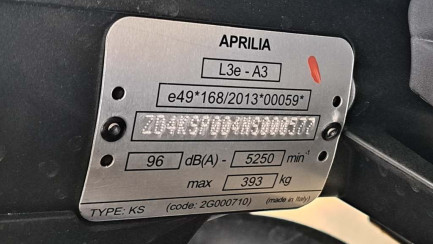 APRILIA
L3e - A3
e49*168/2013*00059*
ZD4KSP004NS000577
96 dB(A) - 5250 min⁻¹
max 393 kg
TYPE: KS (code: 2G000710) (made in Italy)